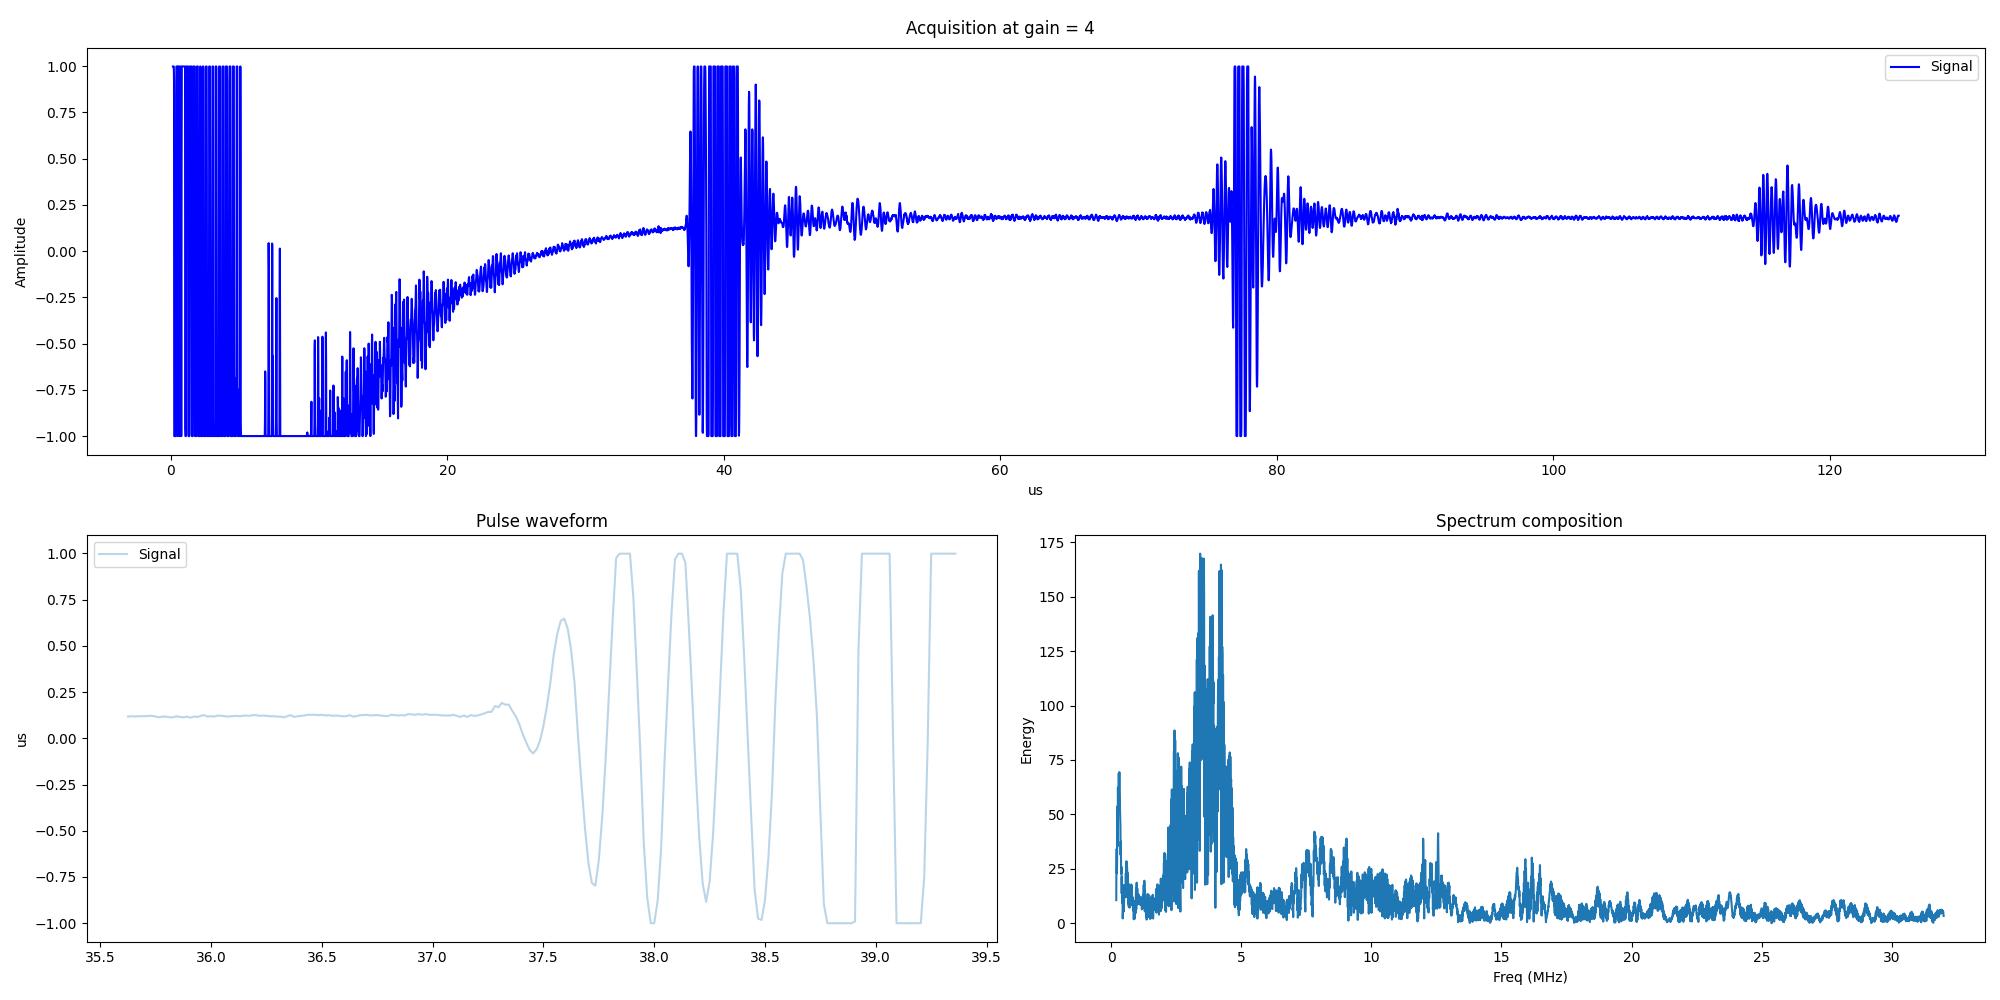 Acquisition at gain = 4
1.00
0.75
0.50
0.25
0.00
−0.25
−0.50
−0.75
−1.00
Amplitude
Signal
0 20 40 60 80 100 120
us
Pulse waveform
1.00
0.75
0.50
0.25
0.00
−0.25
−0.50
−0.75
−1.00
us
Signal
35.5 36.0 36.5 37.0 37.5 38.0 38.5 39.0 39.5
Spectrum composition
175
150
125
100
75
50
25
0
Energy
0 5 10 15 20 25 30
Freq (MHz)